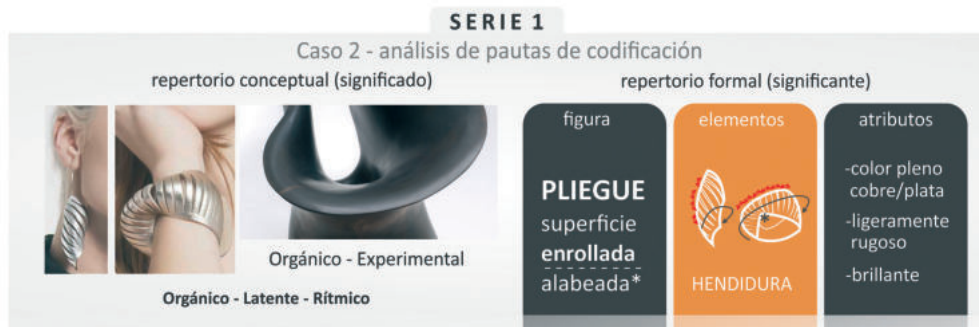 SERIE 1
Caso 2 - análisis de pautas de codificación
repertorio conceptual (significado)
repertorio formal (significante)
Orgánico - Experimental
Orgánico - Latente - Rítmico
figura
PLIEGUE
superficie
enrollada
alabeada*
elementos
*
HENDIDURA
atributos
-color pleno
cobre/plata
-ligeramente
rugoso
-brillante